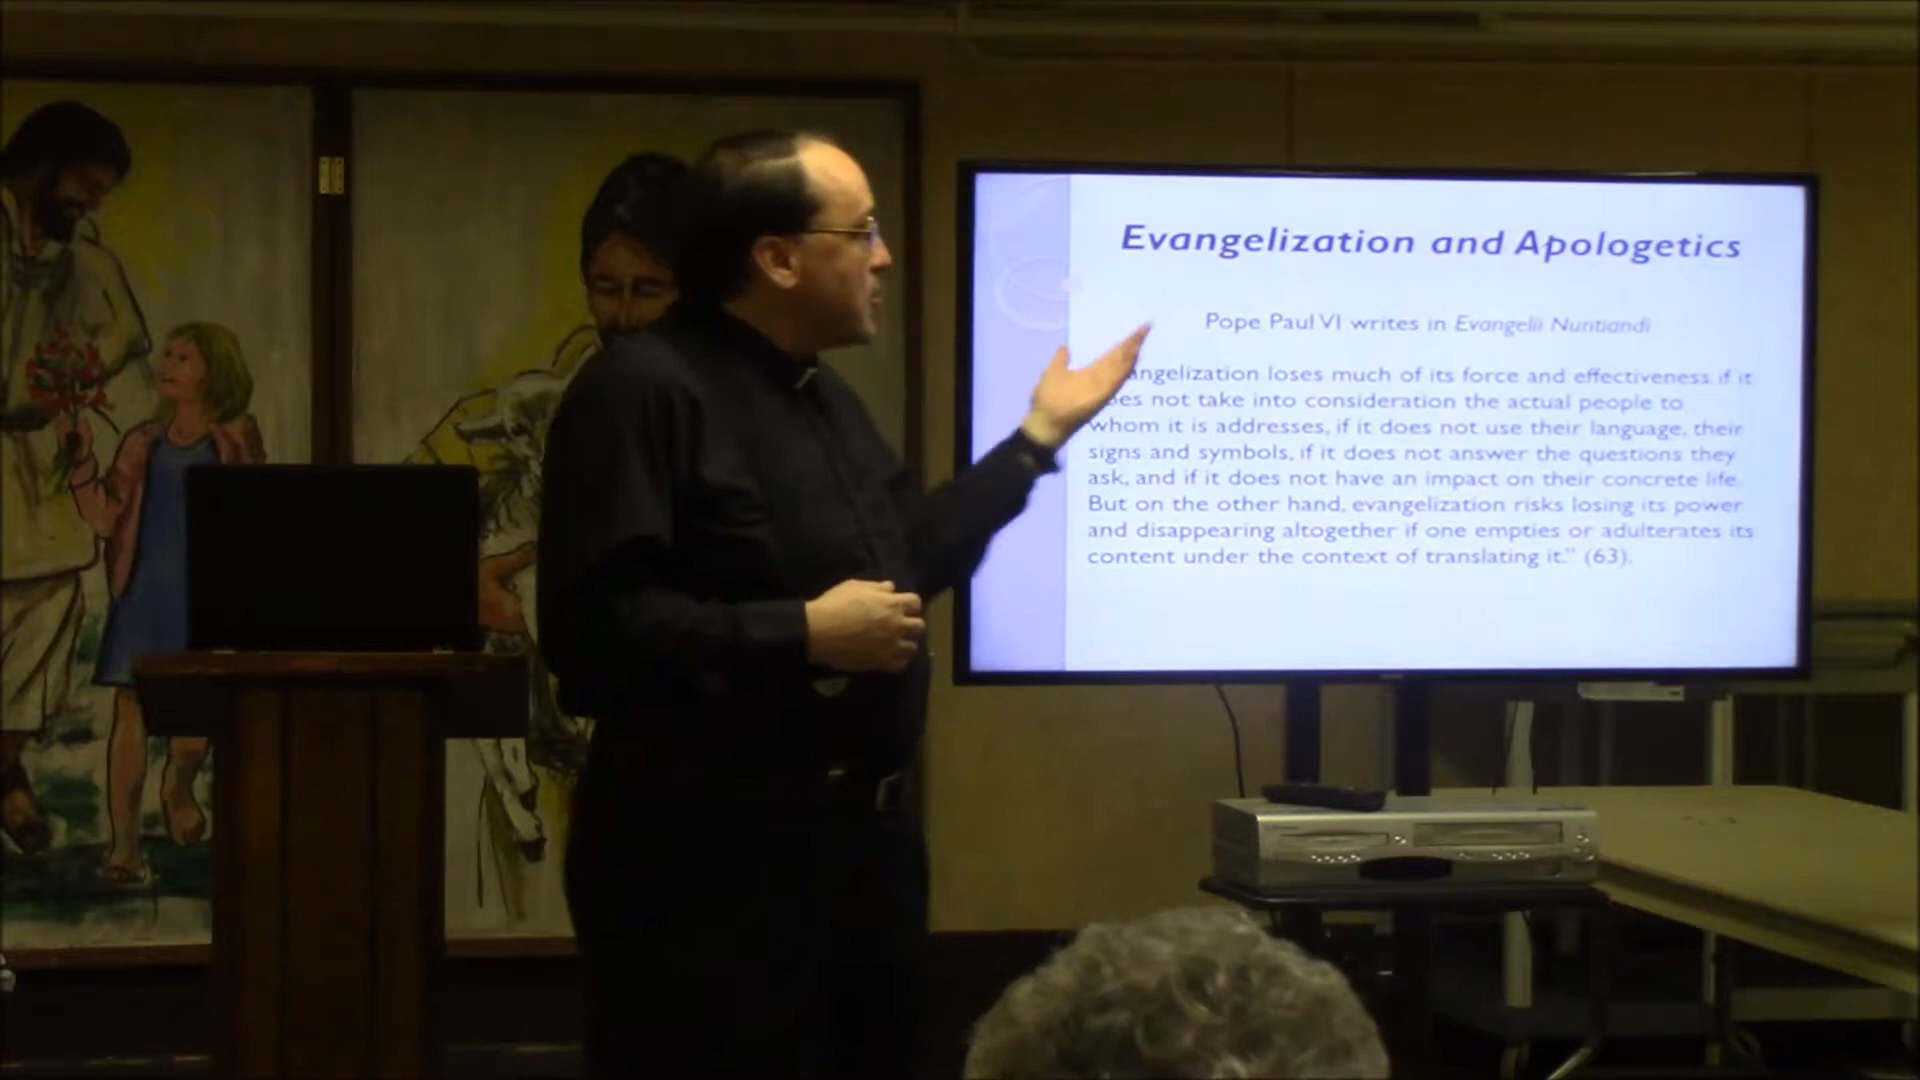 Evangelization and Apologetics
Pope Paul VI writes in Evangelii Nuntiandi
angelization loses much of its force and effectiveness if it
es not take into consideration the actual people to
whom it is addresses, if it does not use their language, their
signs and symbols, if it does not answer the questions they
ask, and if it does not have an impact on their concrete life.
But on the other hand, evangelization risks losing its power
and disappearing altogether if one empties or adulterates its
content under the context of translating it." (63).